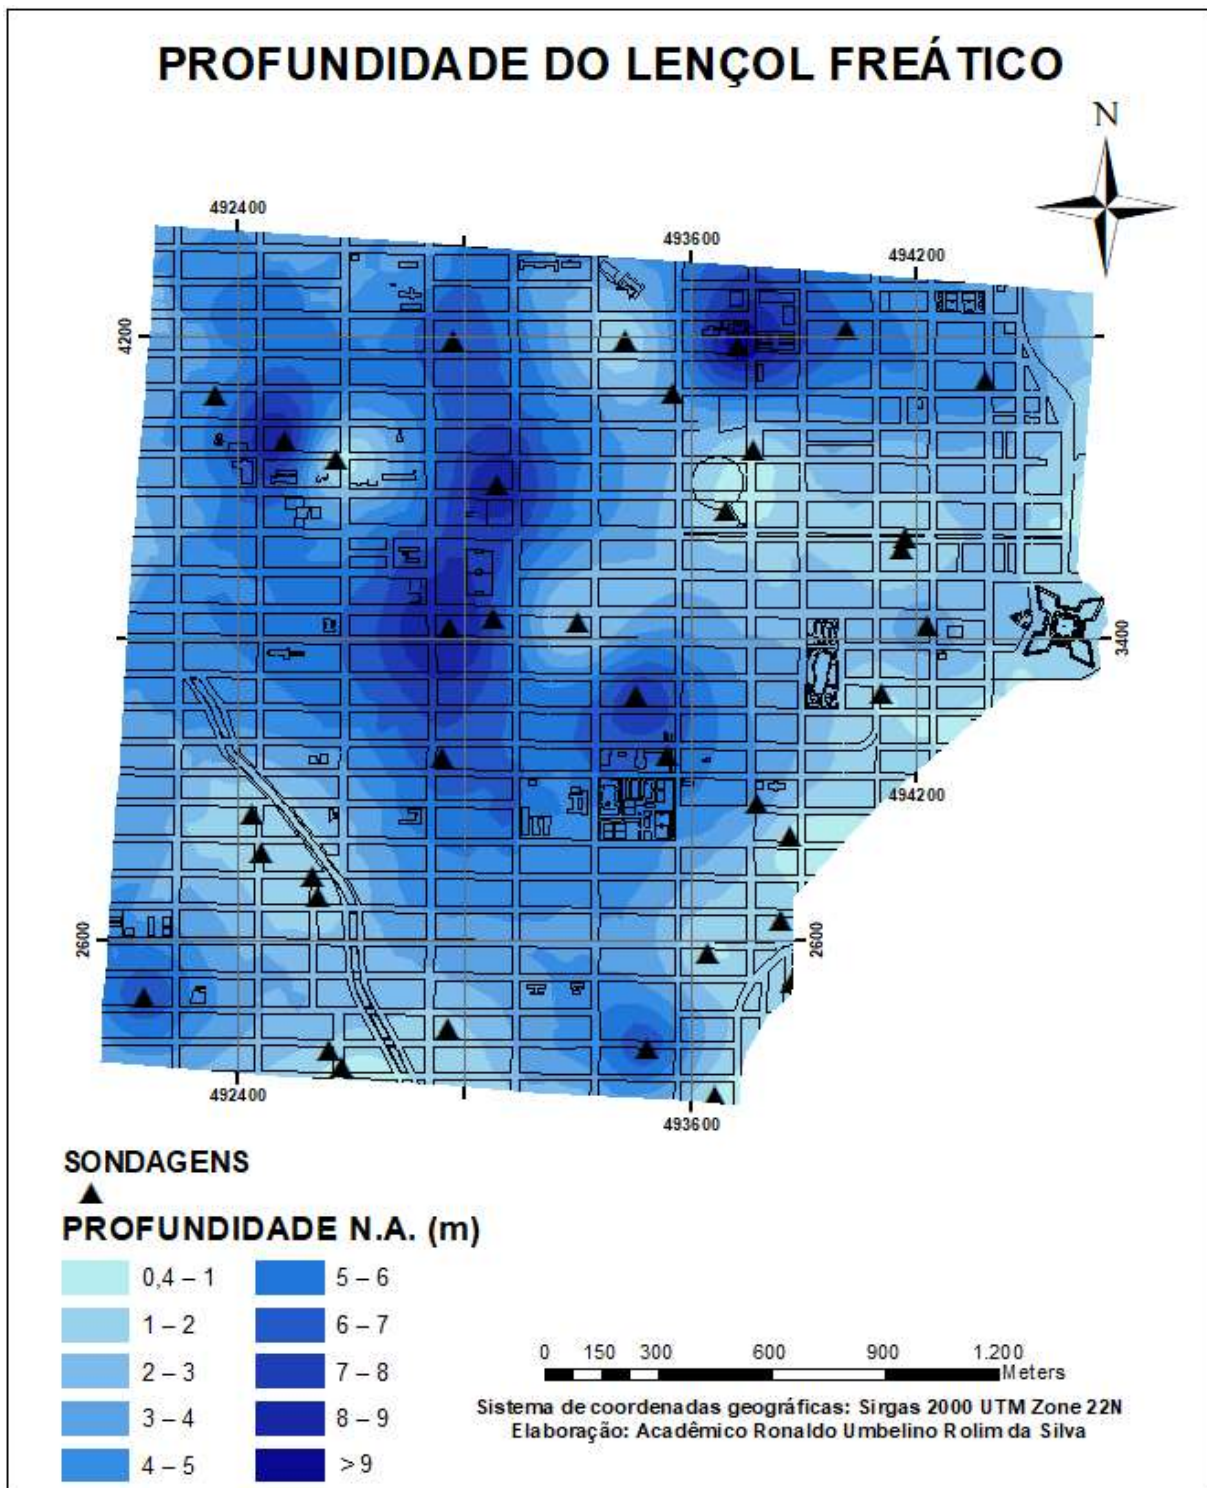 PROFUNDIDADE DO LENÇOL FREÁTICO
N
492400
493600
494200
4200
3400
494200
2600
2600
492400
493600
SONDAGENS
PROFUNDIDADE N.A. (m)
0,4 – 1
5 – 6
1 – 2
6 – 7
2 – 3
7 – 8
3 – 4
8 – 9
4 – 5
> 9
0 150 300 600 900 1.200
Meters
Sistema de coordenadas geográficas: Sirgas 2000 UTM Zone 22N
Elaboração: Acadêmico Ronaldo Umbelino Rolim da Silva